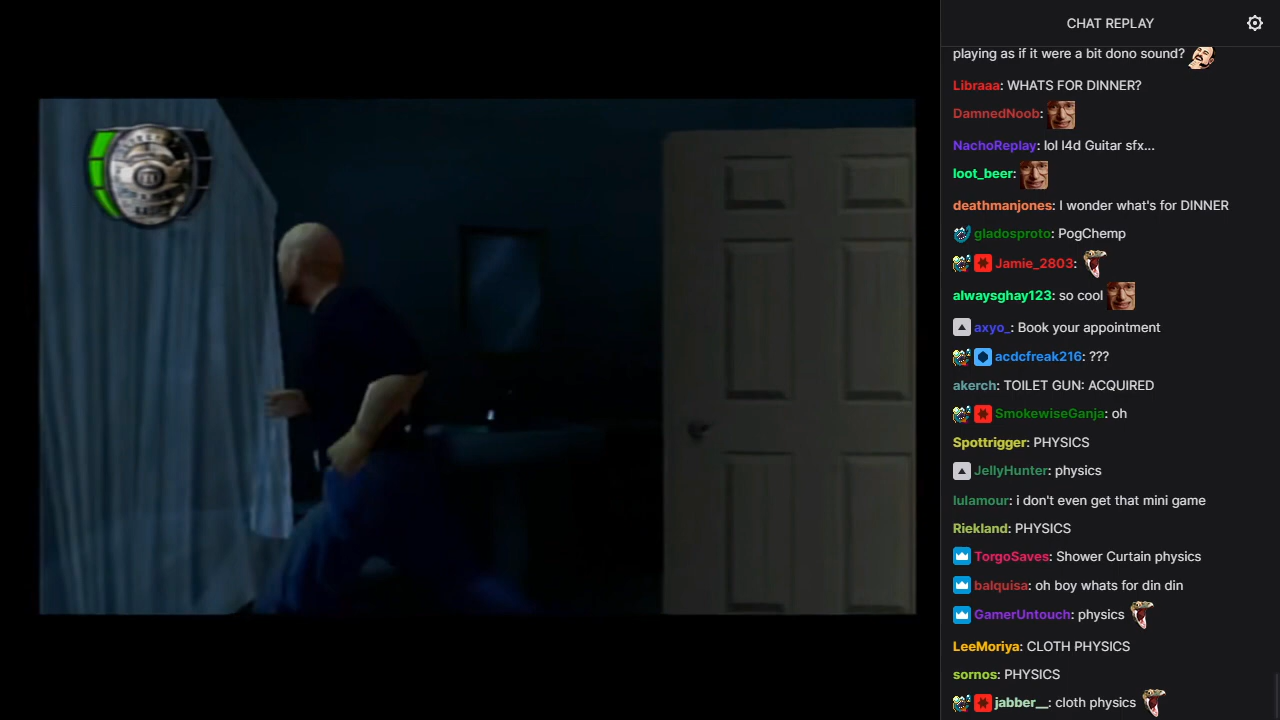 CHAT REPLAY
playing as if it were a bit dono sound?
Libraaa: WHATS FOR DINNER?
DamnedNoob:
NachoReplay: lol l4d Guitar sfx...
loot_beer:
deathmanjones: I wonder what's for DINNER
gladosproto: PogChemp
Jamie_2803:
alwaysghay123: so cool
axyo_: Book your appointment
acdcfreak216: ???
akerch: TOILET GUN: ACQUIRED
SmokewiseGanja: oh
Spottrigger: PHYSICS
JellyHunter: physics
lulamour: i don't even get that mini game
Riekland: PHYSICS
TorgoSaves: Shower Curtain physics
balquisa: oh boy whats for din din
GamerUntouch: physics
LeeMoriya: CLOTH PHYSICS
sornos: PHYSICS
jabber__: cloth physics